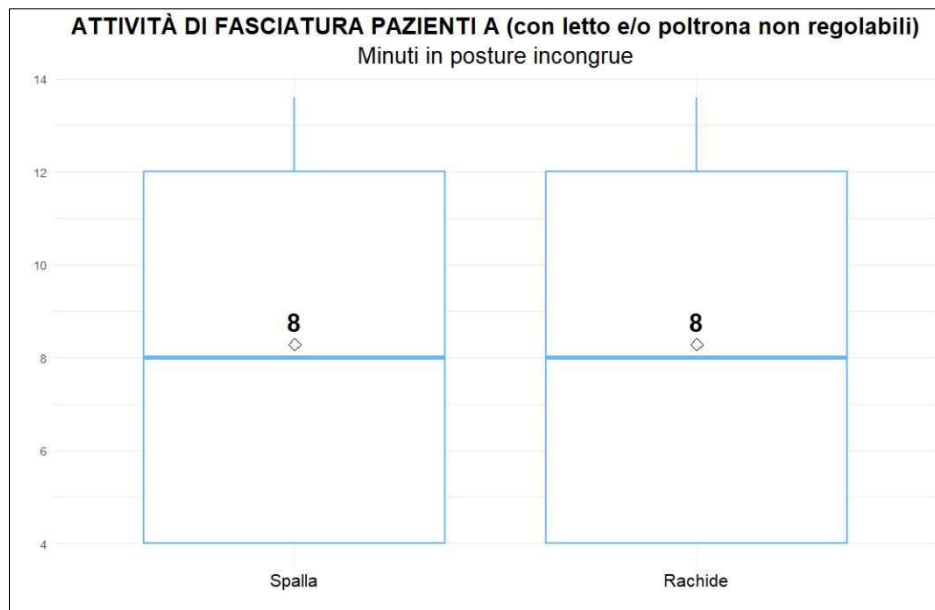 ATTIVITÀ DI FASCIATURA PAZIENTI A (con letto e/o poltrona non regolabili)
Minuti in posture incongrue
14
12
10
8 8
8
6
4
Spalla Rachide